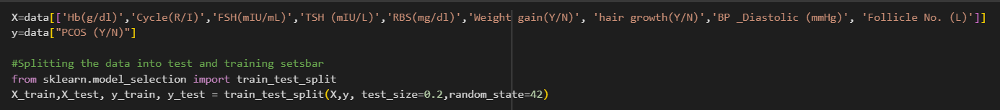 X=data[['Hb(g/dl)','Cycle(R/I)','FSH(mIU/mL)','TSH (mIU/L)','RBS(mg/dl)','Weight gain(Y/N)', 'hair growth(Y/N)','BP _Diastolic (mmHg)', 'Follicle No. (L)']]
y=data["PCOS (Y/N)"]
#Splitting the data into test and training setsbar
from sklearn.model_selection import train_test_split
X_train,X_test, y_train, y_test = train_test_split(X,y, test_size=0.2,random_state=42)